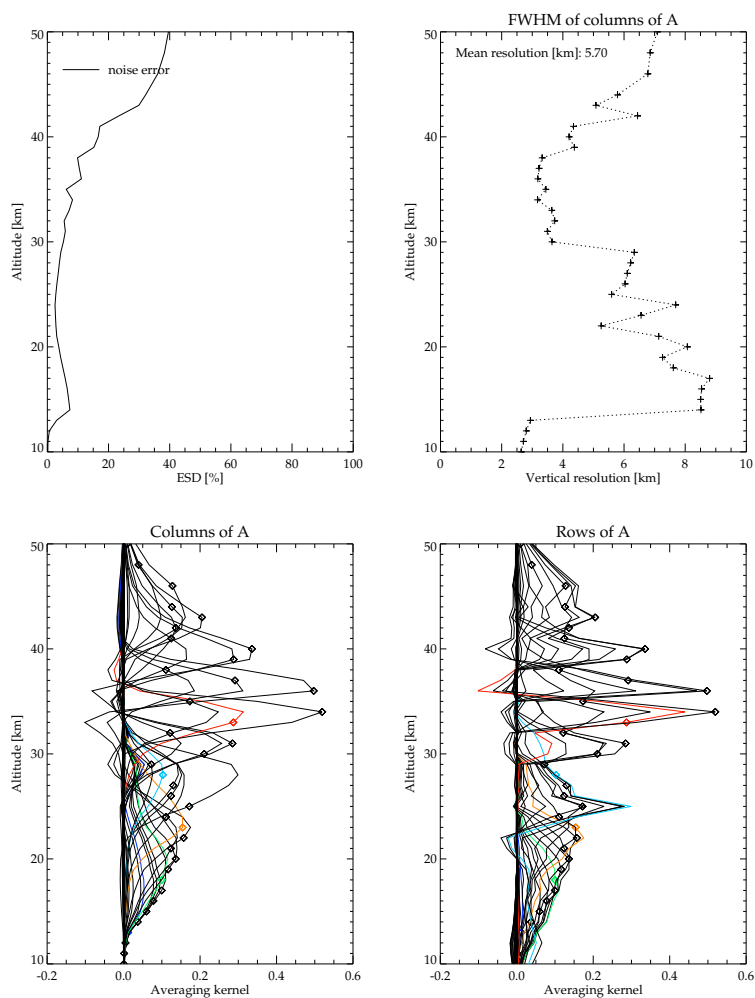 noise error
50
40
30
20
10
Altitude [km]
0 20 40 60 80 100
ESD [%]
FWHM of columns of A
Mean resolution [km]: 5.70
50
40
30
20
10
Altitude [km]
0 2 4 6 8 10
Vertical resolution [km]
Columns of A
50
40
30
20
10
Altitude [km]
-0.2 0.0 0.2 0.4 0.6
Averaging kernel
Rows of A
50
40
30
20
10
Altitude [km]
-0.2 0.0 0.2 0.4 0.6
Averaging kernel